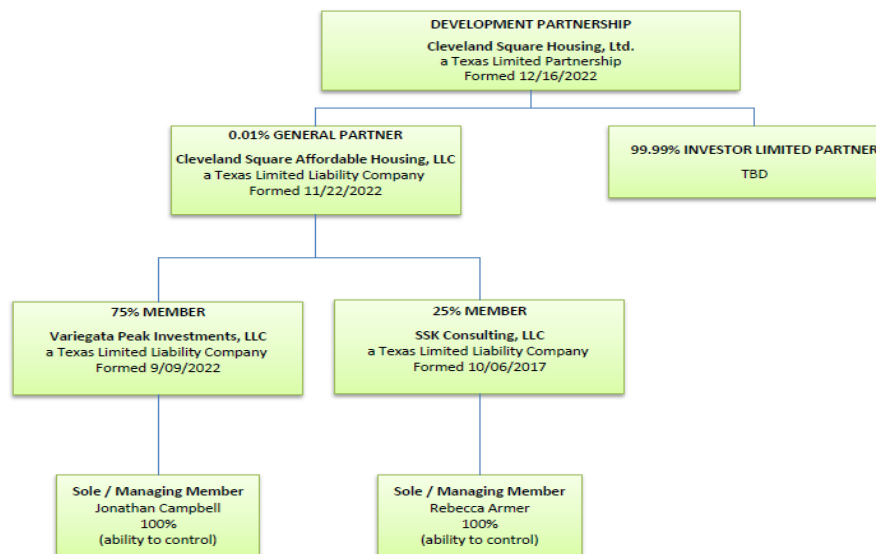 DEVELOPMENT PARTNERSHIP
Cleveland Square Housing, Ltd.
a Texas Limited Partnership
Formed 12/16/2022
0.01% GENERAL PARTNER
Cleveland Square Affordable Housing, LLC
a Texas Limited Liability Company
Formed 11/22/2022
99.99% INVESTOR LIMITED PARTNER
TBD
75% MEMBER
Variegata Peak Investments, LLC
a Texas Limited Liability Company
Formed 9/09/2022
25% MEMBER
SSK Consulting, LLC
a Texas Limited Liability Company
Formed 10/06/2017
Sole / Managing Member
Jonathan Campbell
100%
(ability to control)
Sole / Managing Member
Rebecca Armer
100%
(ability to control)